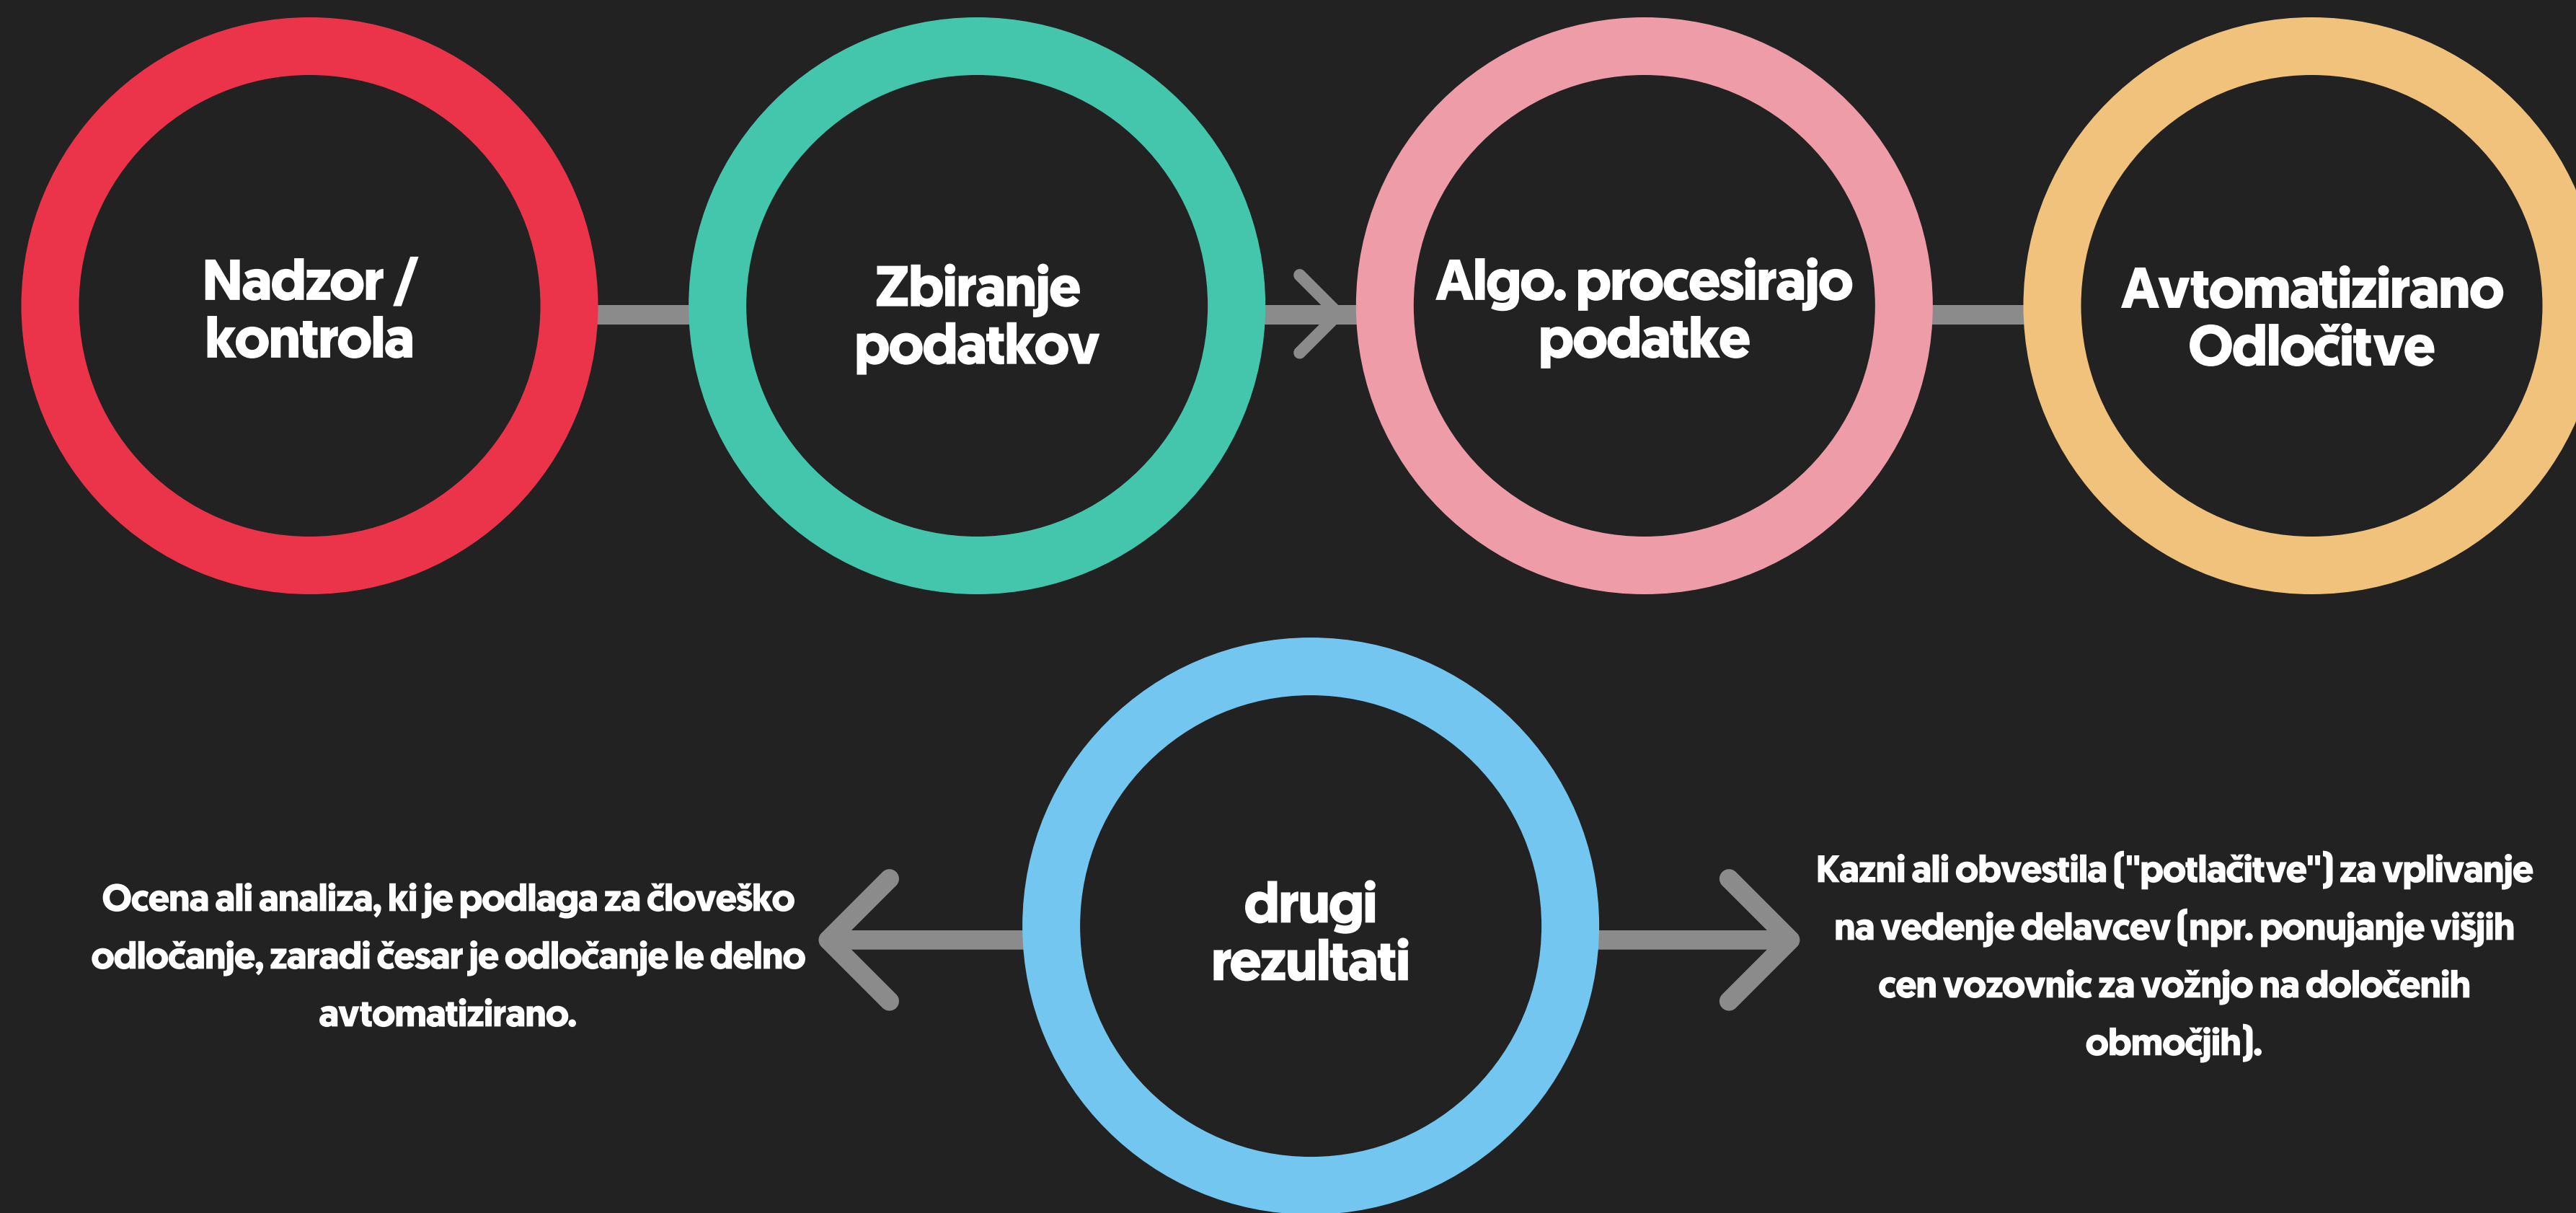 Nadzor /
kontrola
Zbiranje
podatkov
Algo. procesirajo
podatke
Avtomatizirano
Odločitve
drugi
rezultati
Ocena ali analiza, ki je podlaga za človeško
odločanje, zaradi česar je odločanje le delno
avtomatizirano.
Kazni ali obvestila ("potlačitve") za vplivanje
na vedenje delavcev (npr. ponujanje višjih
cen vozovnic za vožnjo na določenih
območjih).